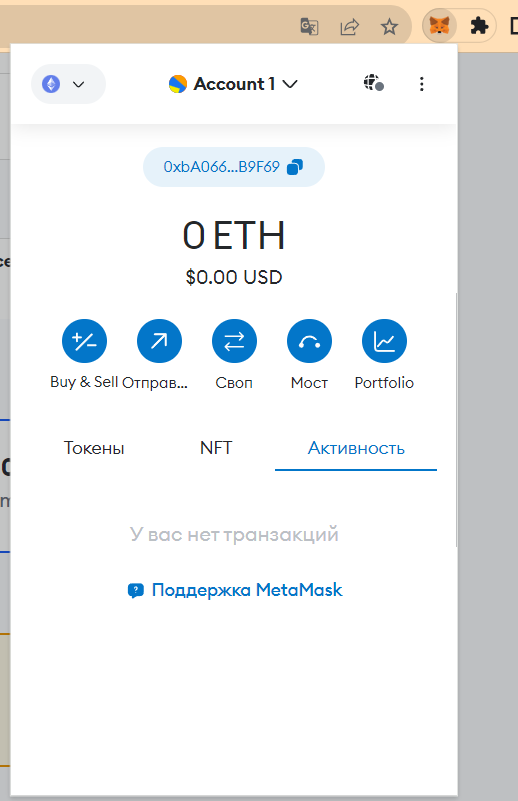 Account 1
0xbA066...B9F69
0 ETH
$0.00 USD
Buy & Sell Отправ... Своп Мост Portfolio
Токены NFT Активность
У вас нет транзакций
Поддержка MetaMask